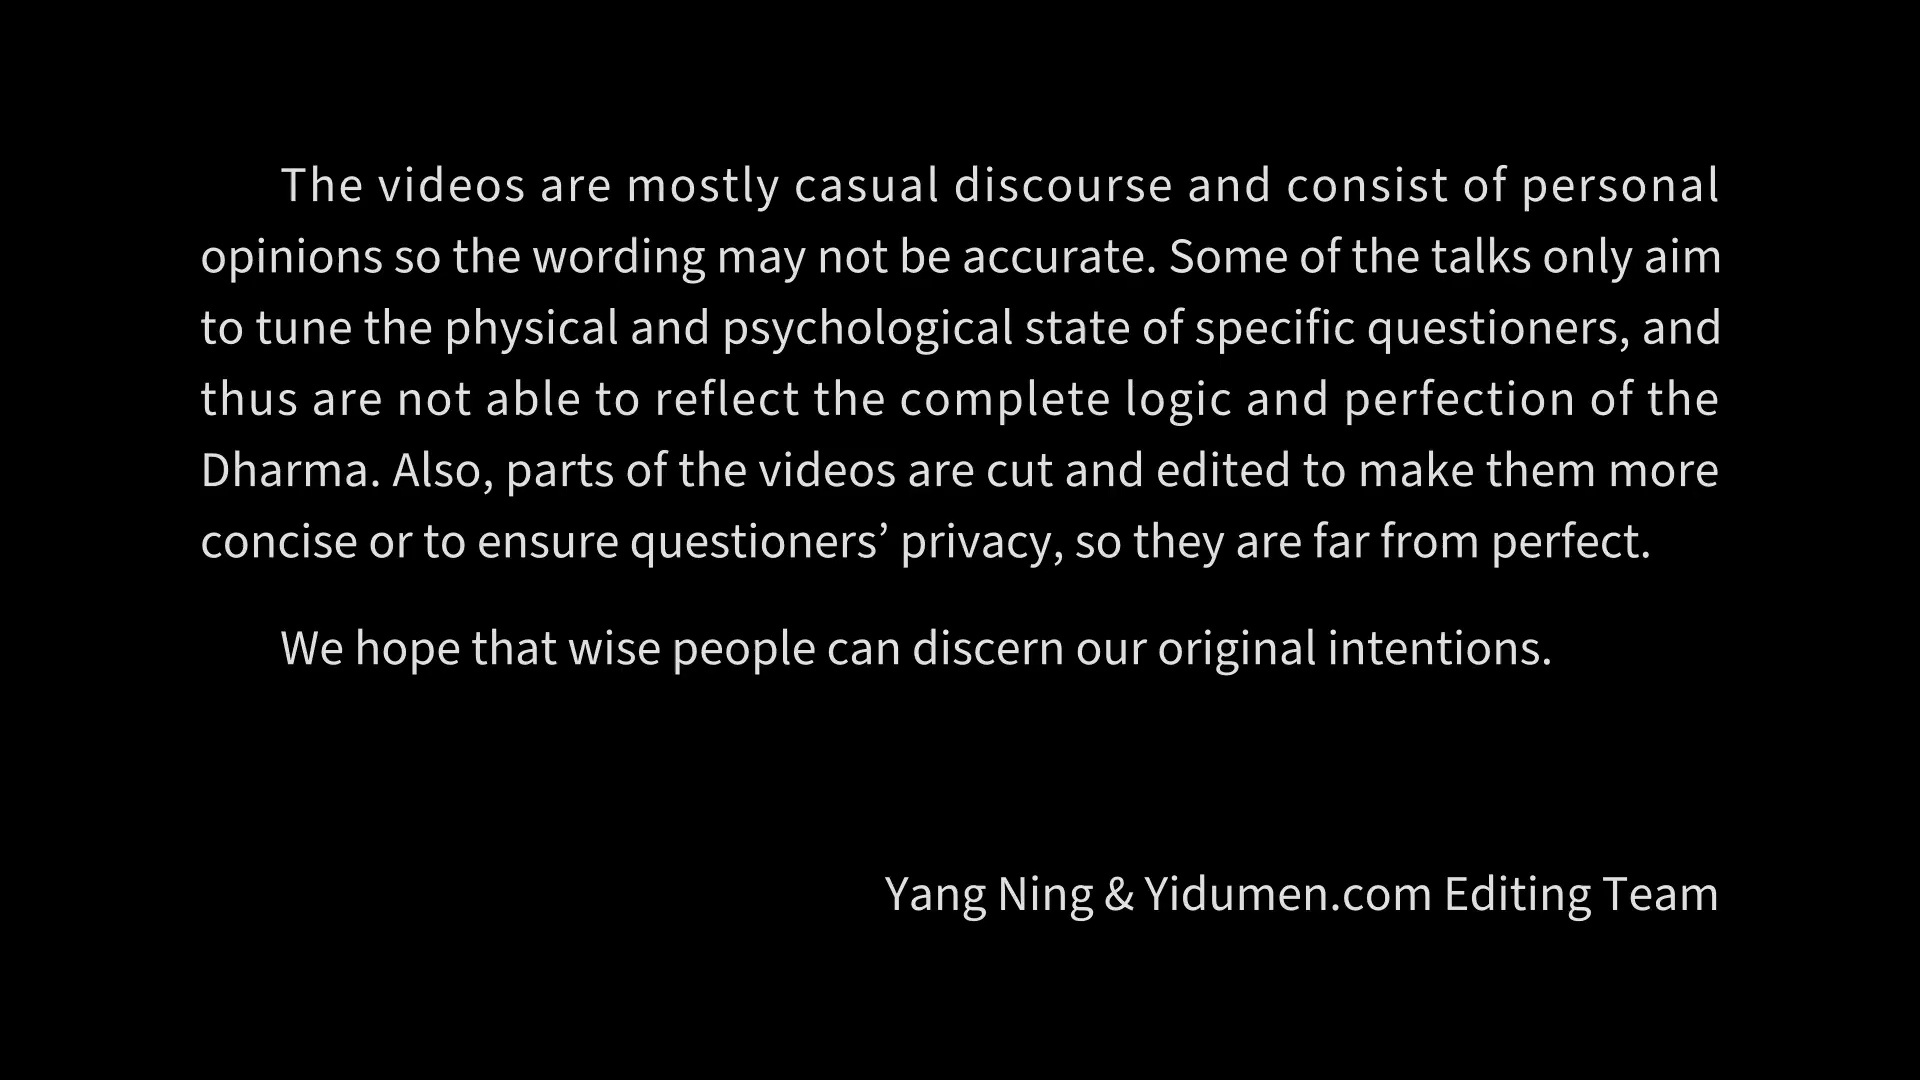 The videos are mostly casual discourse and consist of personal
opinions so the wording may not be accurate. Some of the talks only aim
to tune the physical and psychological state of specific questioners, and
thus are not able to reflect the complete logic and perfection of the
Dharma. Also, parts of the videos are cut and edited to make them more
concise or to ensure questioners’ privacy, so they are far from perfect.
We hope that wise people can discern our original intentions.
Yang Ning & Yidumen.com Editing Team